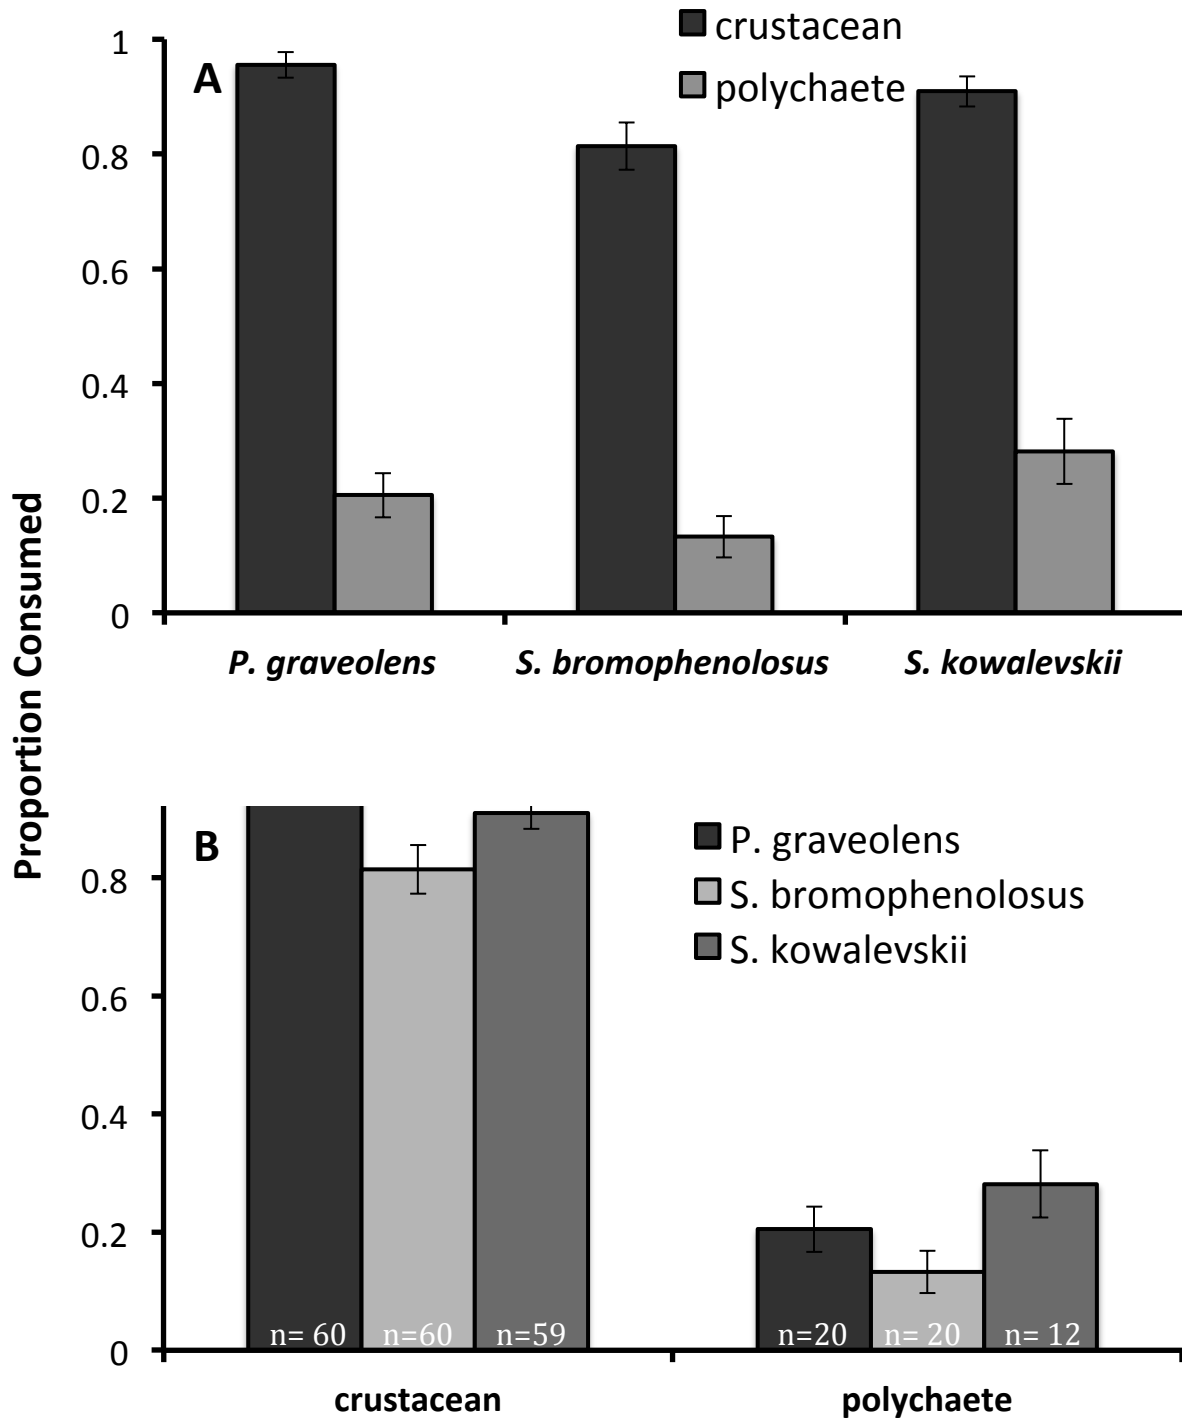 crustacean
polychaete
A
1
0.8
0.6
0.4
0.2
0
P. graveolens S. bromophenolosus S. kowalevskii
Proportion Consumed
B
P. graveolens
S. bromophenolosus
S. kowalevskii
0.8
0.6
0.4
0.2
0
n= 60 n=60 n=59 n=20 n= 20 n= 12
crustacean polychaete